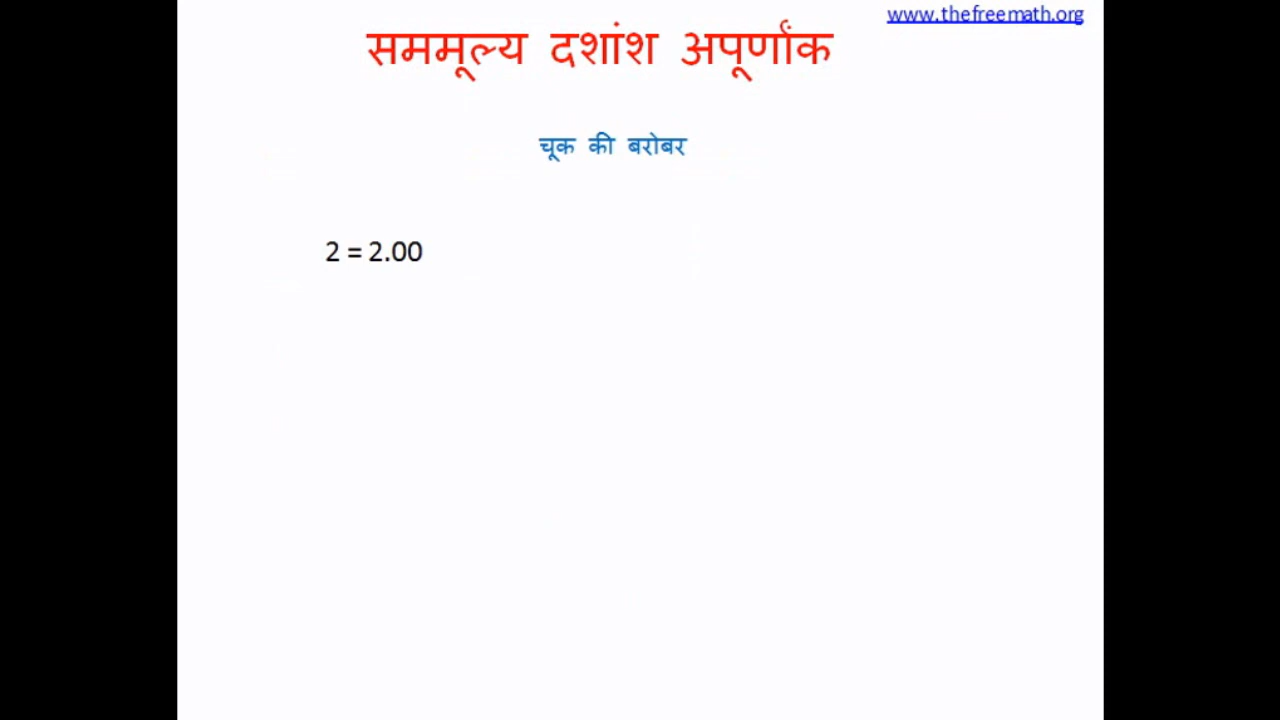 www.thefreemath.org
सममूल्य दशांश अपूर्णांक
चूक की बरोबर
2 = 2.00